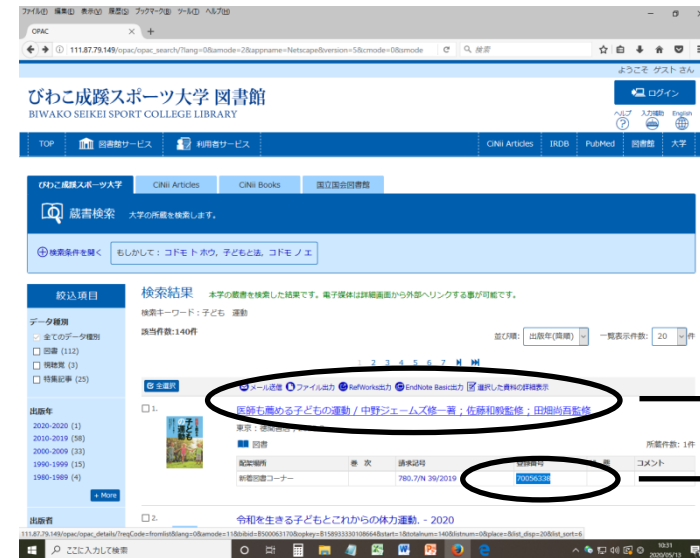 ファイル(F) 編集(E) 表示(V) 履歴(S) ブックマーク(B) ツール(T) ヘルプ(H)
OPAC
111.87.79.149/opac/opac_search/?lang=0&amode=2&appname=Netscape&version=5&cmode=0&smode
検索
ようこそ ゲスト さん
びわこ成蹊スポーツ大学 図書館
BIWAKO SEIKEI SPORT COLLEGE LIBRARY
ログイン
ヘルプ 入力補助 English
TOP 図書館サービス 利用者サービス CiNii Articles IRDB PubMed 図書館 大学
びわこ成蹊スポーツ大学 CiNii Articles CiNii Books 国立国会図書館
蔵書検索 大学の所蔵を検索します。
検索条件を開く もしかして： コドモ ト ホウ, 子どもと法, コドモ ノ エ
絞込項目
検索結果 本学の蔵書を検索した結果です。電子媒体は詳細画面から外部へリンクする事が可能です。
検索キーワード：子ども 運動
データ種別
該当件数:140件
全てのデータ種別
図書 (112)
視聴覚 (3)
特集記事 (25)
並び順: 出版年(降順) 一覧表示件数: 20 件
1 2 3 4 5 6 7
全選択 メール送信 ファイル出力 RefWorks出力 EndNote Basic出力 選択した資料の詳細表示
出版年
2020-2020 (1)
2010-2019 (58)
2000-2009 (33)
1990-1999 (15)
1980-1989 (4)
+ More
1. 医師も薦める子どもの運動 / 中野ジェームズ修一著 ; 佐藤和毅監修 ; 田畑尚吾監修
図書
所蔵件数: 1件
配架場所 巻 次 請求記号 登録番号 コメント
新着図書コーナー 780.7/N 39/2019 70056338
出版者
2. 令和を生きる子どもとこれからの体力運動. - 2020
ここに入力して検索
10:31
2020/05/13